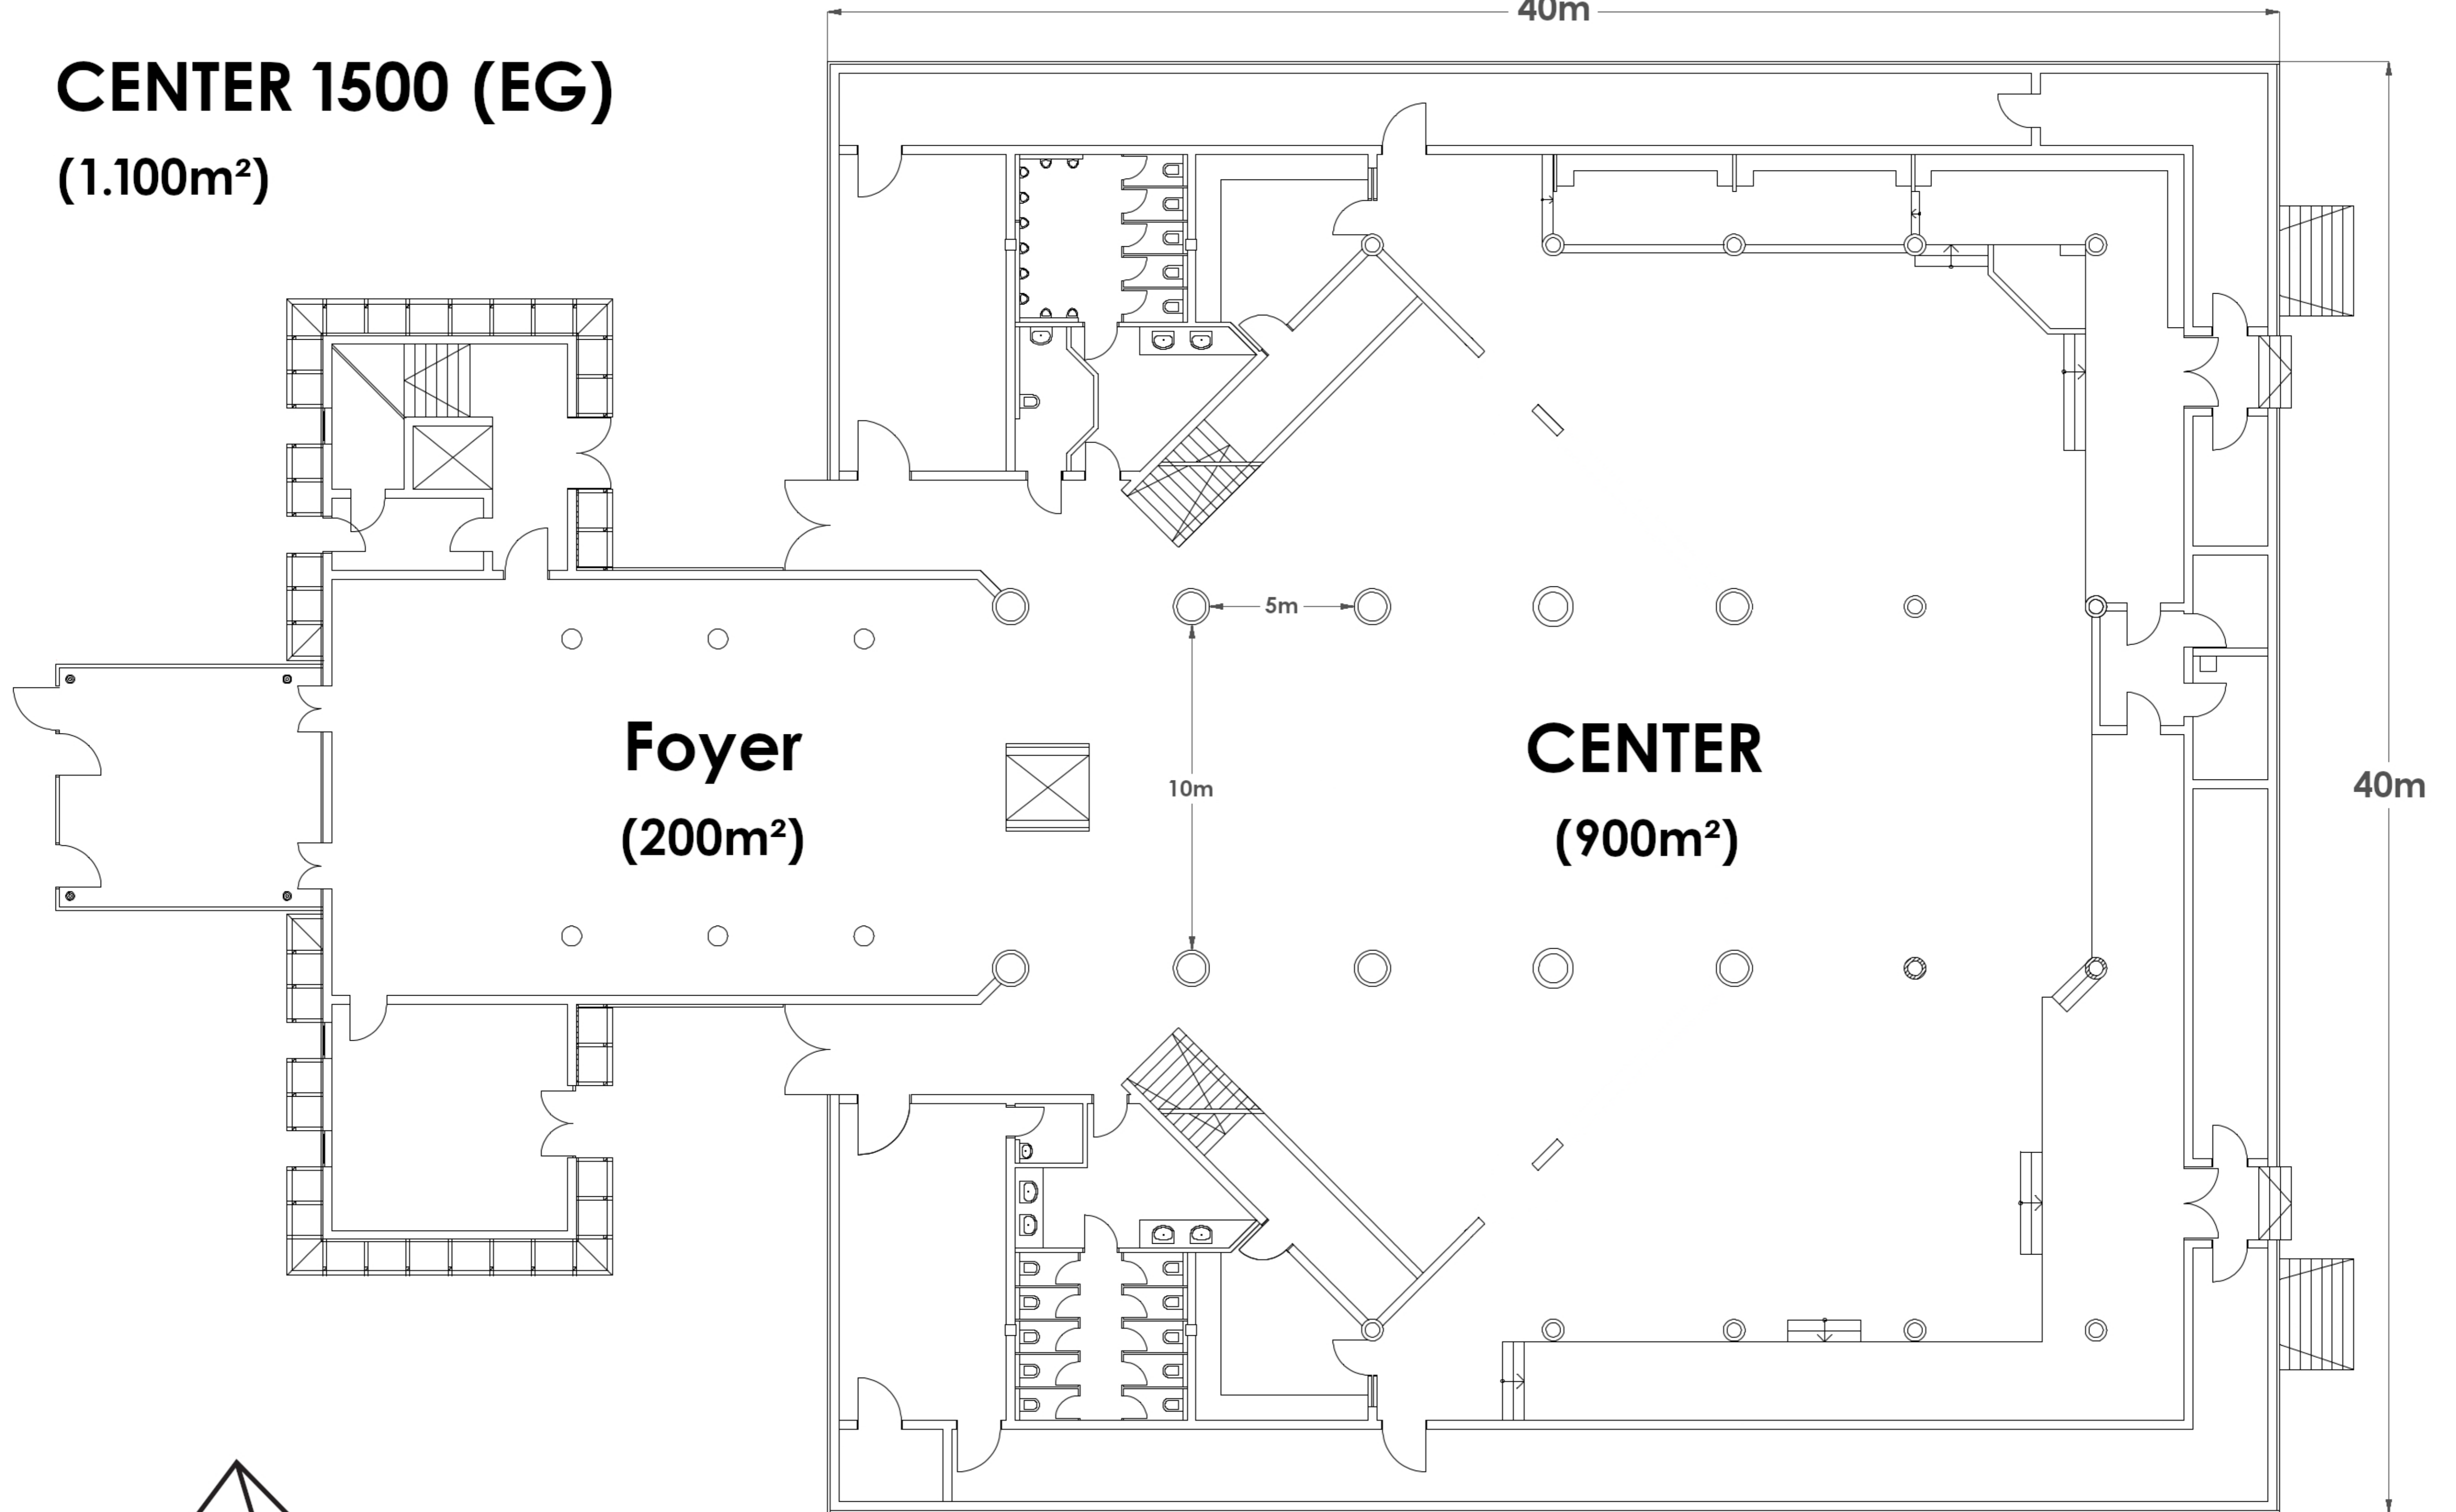 40m
CENTER 1500 (EG)
(1.100m²)
5m
Foyer
(200m²)
10m
CENTER
(900m²)
40m